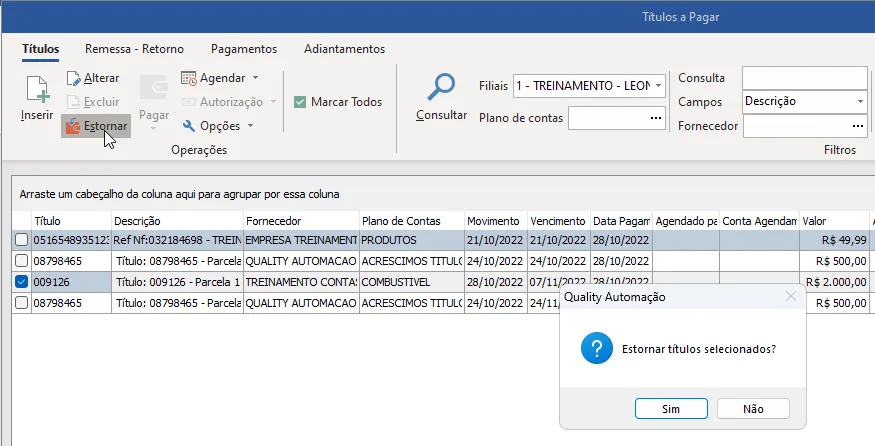 Títulos a Pagar
Títulos Remessa - Retorno Pagamentos Adiantamentos
Inserir
Alterar
Excluir
Estornar
Pagar
Agendar
Autorização
Opções
Marcar Todos
Operações
Consultar
Filiais 1 - TREINAMENTO - LEON
Plano de contas ...
Consulta
Campos Descrição
Fornecedor ...
Filtros
Arraste um cabeçalho da coluna aqui para agrupar por essa coluna
Título Descrição Fornecedor Plano de Contas Movimento Vencimento Data Pagam Agendado pa Conta Agendam Valor
0516548935123 Ref Nf:032184698 - TREIN EMPRESA TREINAMENT PRODUTOS 21/10/2022 21/10/2022 28/10/2022 R$ 49,99
08798465 Título: 08798465 - Parcela QUALITY AUTOMACAO ACRESCIMOS TITULO 24/10/2022 24/10/2022 28/10/2022 R$ 500,00
009126 Título: 009126 - Parcela 1 TREINAMENTO CONTAS COMBUSTIVEL 28/10/2022 07/11/2022 28/10/2022 R$ 2.000,00
08798465 Título: 08798465 - Parcela QUALITY AUTOMACAO ACRESCIMOS TITULO 24/10/2022 24/11 R$ 500,00
Quality Automação
Estornar títulos selecionados?
Sim Não